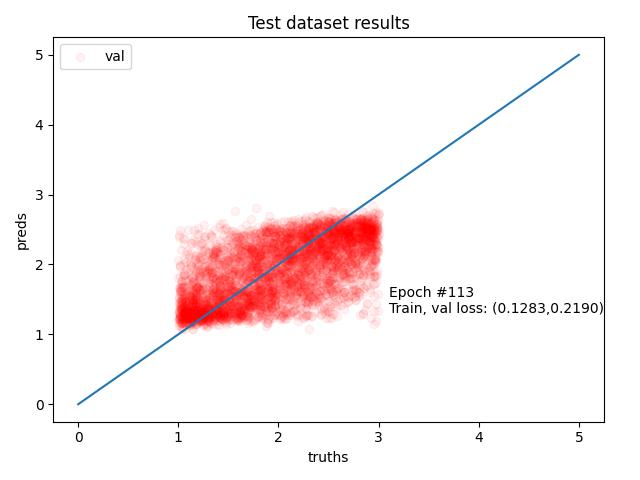 Test dataset results
val
5
4
3
2
1
0
preds
Epoch #113
Train, val loss: (0.1283,0.2190)
0 1 2 3 4 5
truths